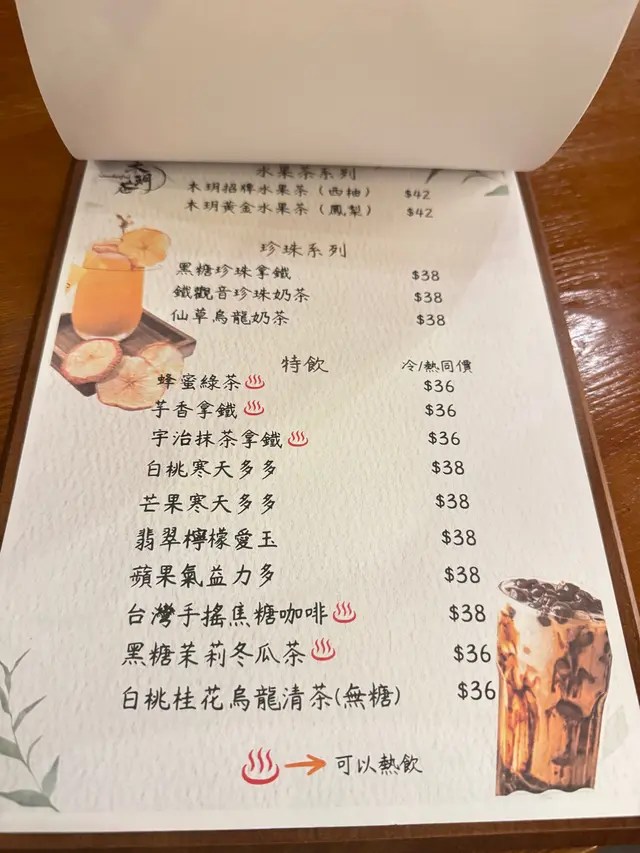 水果茶系列
木玥招牌水果茶（西柚） $42
木玥黃金水果茶（鳳梨） $42
珍珠系列
黑糖珍珠拿鐵 $38
鐵觀音珍珠奶茶 $38
仙草烏龍奶茶 $38
特飲 冷/熱同價
蜂蜜綠茶 $36
芋香拿鐵 $36
宇治抹茶拿鐵 $36
白桃寒天多多 $38
芒果寒天多多 $38
翡翠檸檬愛玉 $38
蘋果氣益力多 $38
台灣手搖焦糖咖啡 $38
黑糖茉莉冬瓜茶 $36
白桃桂花烏龍清茶(無糖) $36
可以熱飲